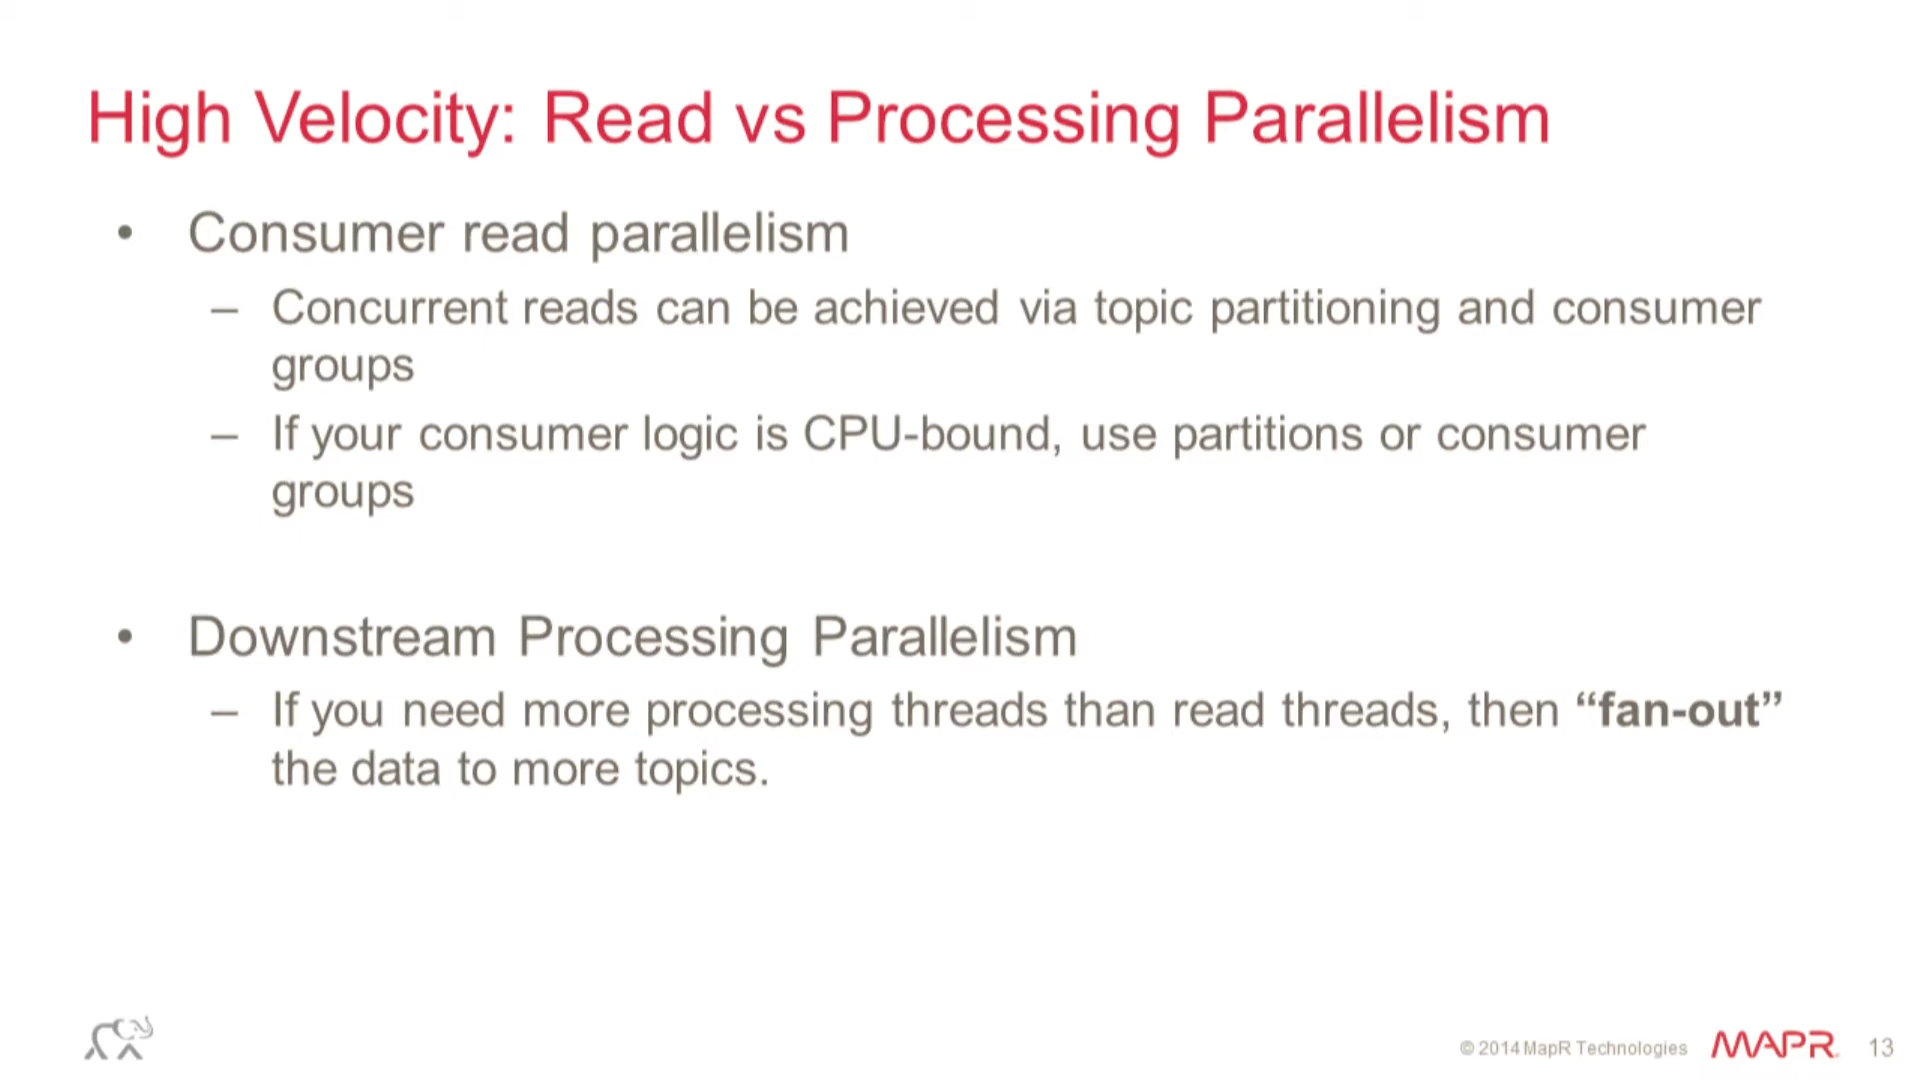 High Velocity: Read vs Processing Parallelism
• Consumer read parallelism
– Concurrent reads can be achieved via topic partitioning and consumer
groups
– If your consumer logic is CPU-bound, use partitions or consumer
groups
• Downstream Processing Parallelism
– If you need more processing threads than read threads, then “fan-out”
the data to more topics.
© 2014 MapR Technologies MAPR 13